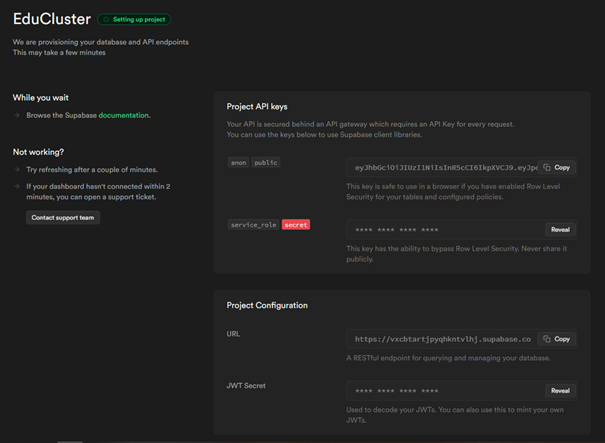 EduCluster
Setting up project
We are provisioning your database and API endpoints
This may take a few minutes
While you wait
→ Browse the Supabase documentation.
Not working?
→ Try refreshing after a couple of minutes.
→ If your dashboard hasn't connected within 2
minutes, you can open a support ticket.
Contact support team
Project API keys
Your API is secured behind an API gateway which requires an API Key for every request.
You can use the keys below to use Supabase client libraries.
anon public
eyJhbGciOiJIUzI1NiIsInR5cCI6IkpXVCJ9.eyJpc Copy
This key is safe to use in a browser if you have enabled Row Level
Security for your tables and configured policies.
service_role secret
**** **** **** **** Reveal
This key has the ability to bypass Row Level Security. Never share it
publicly.
Project Configuration
URL
https://vxcbtartjpyqhkntvlhj.supabase.co Copy
A RESTful endpoint for querying and managing your database.
JWT Secret
**** **** **** **** Reveal
Used to decode your JWTs. You can also use this to mint your own
JWTs.